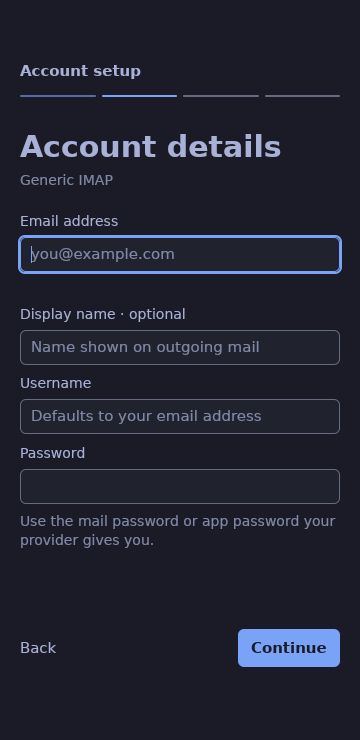 Account setup
Account details
Generic IMAP
Email address
you@example.com
Display name · optional
Name shown on outgoing mail
Username
Defaults to your email address
Password
Use the mail password or app password your
provider gives you.
Back
Continue